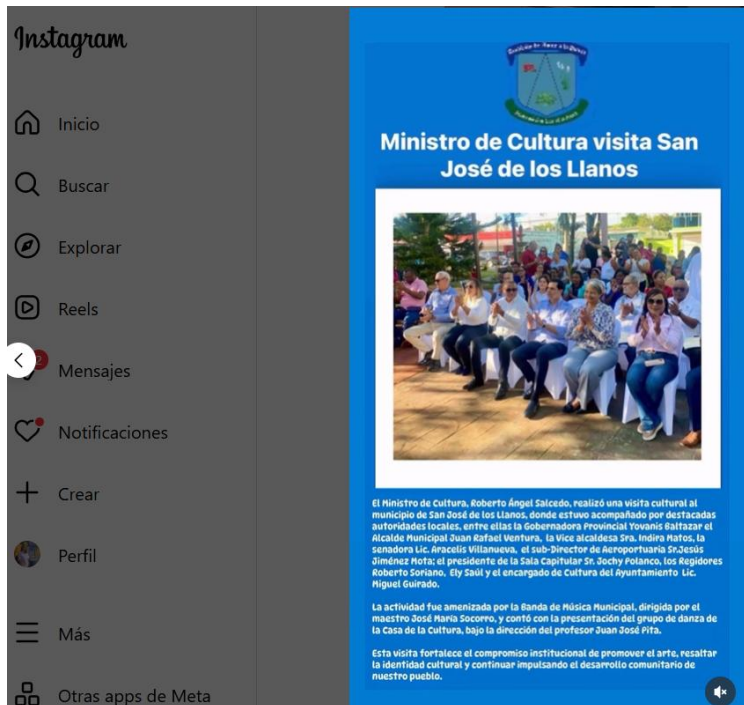 Instagram
Inicio
Buscar
Explorar
Reels
Mensajes
Notificaciones
Crear
Perfil
Más
Otras apps de Meta
Ministro de Cultura visita San
José de los Llanos
El Ministro de Cultura, Roberto Ángel Salcedo, realizó una visita cultural al
municipio de San José de los Llanos, donde estuvo acompañado por destacadas
autoridades locales, entre ellas la Gobernadora Provincial Yovanis Baltazar el
Alcalde Municipal Juan Rafael Ventura, la Vice alcaldesa Sra. Indira Matos, la
senadora Lic. Aracelis Villanueva, el sub-Director de Aeroportuaria Sr.Jesús
Jiménez Mota; el presidente de la Sala Capitular Sr. Jochy Polanco, los Regidores
Roberto Soriano, Ely Saúl y el encargado de Cultura del Ayuntamiento Lic.
Miguel Guirado.
La actividad fue amenizada por la Banda de Música Municipal, dirigida por el
maestro José María Socorro, y contó con la presentación del grupo de danza de
la Casa de la Cultura, bajo la dirección del profesor Juan José Pita.
Esta visita fortalece el compromiso institucional de promover el arte, resaltar
la identidad cultural y continuar impulsando el desarrollo comunitario de
nuestro pueblo.